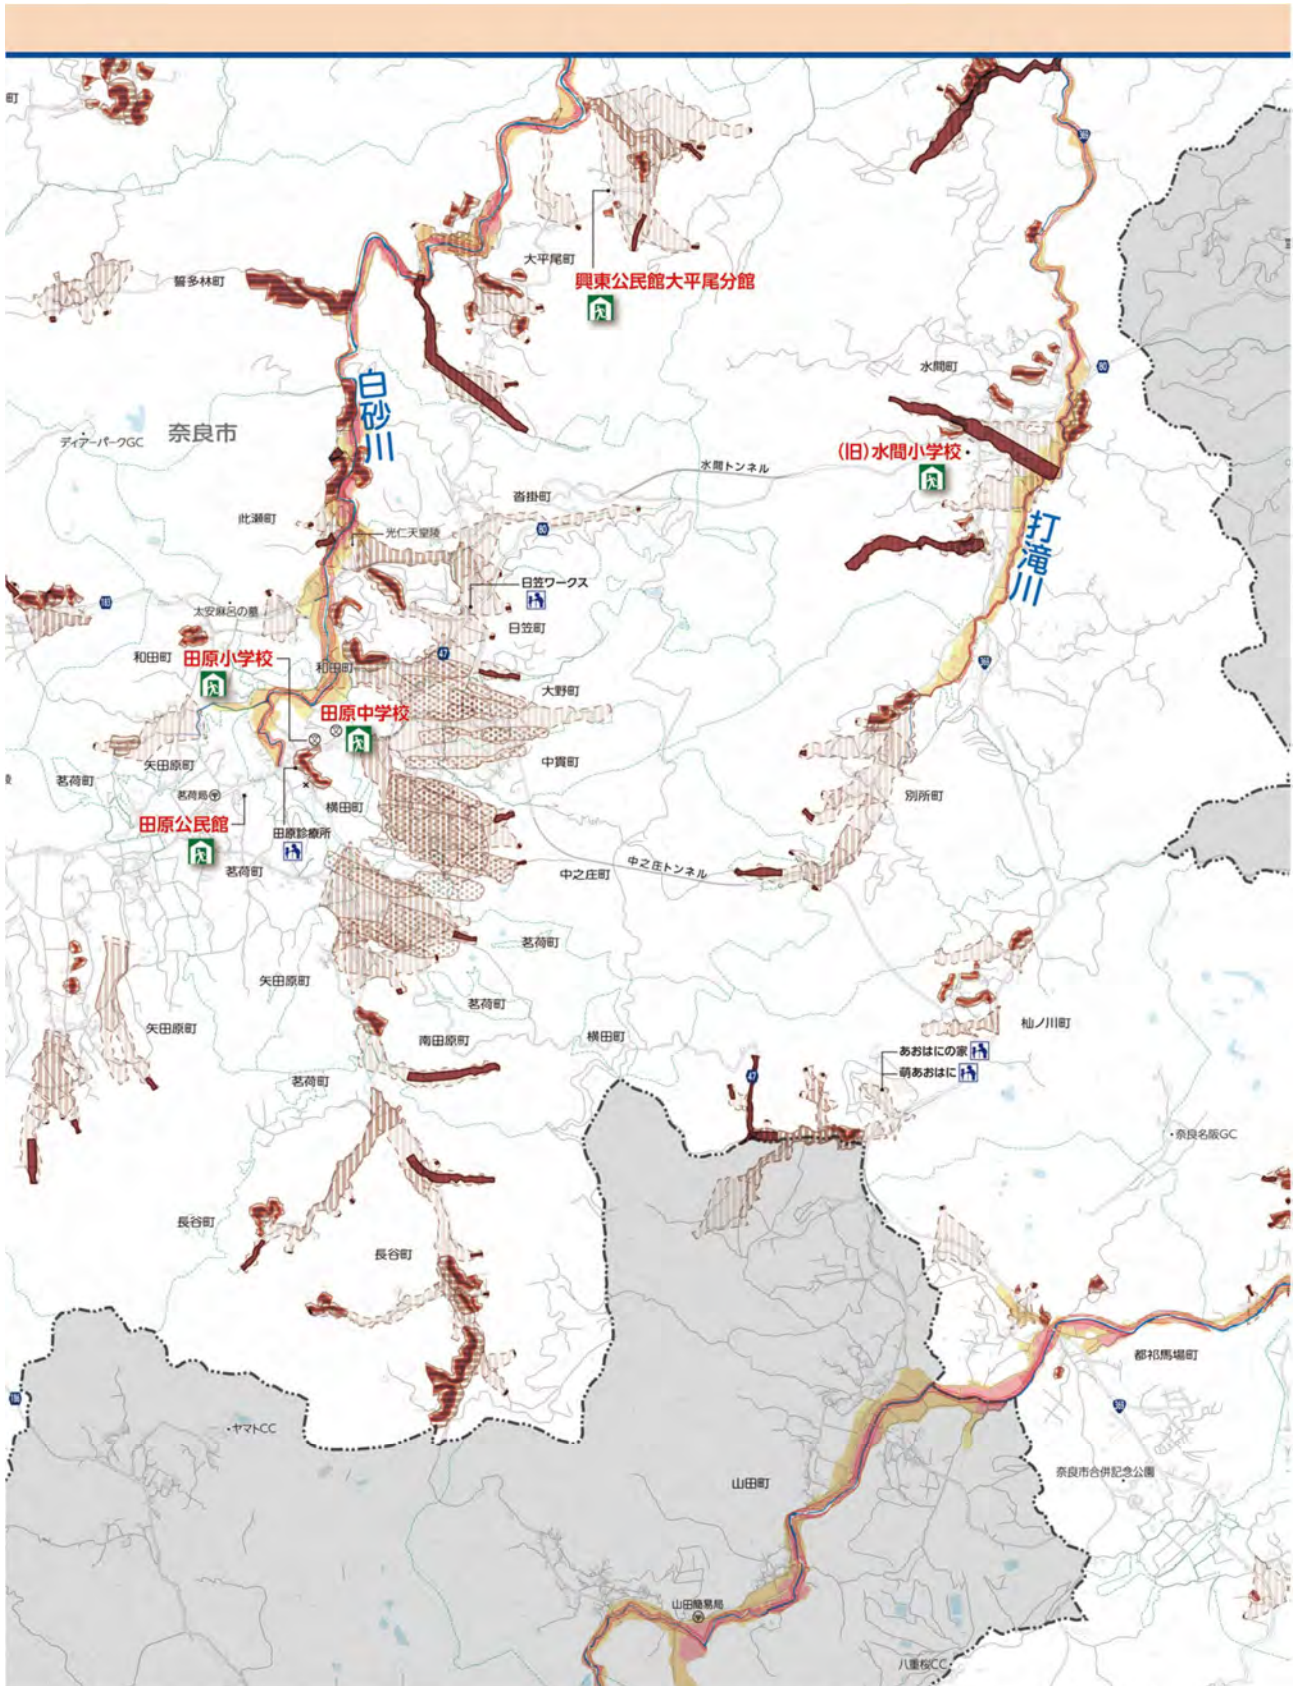 町
369
80
誓多林町
大平尾町
興東公民館大平尾分館
水間町
80
白砂川
奈良市
ディアーパークGC
(旧)水間小学校
水間トンネル
沓掛町
此瀬町
光仁天皇陵
80
打滝川
日笠ワークス
太安麻呂の墓
日笠町
和田町
田原小学校
和田町
47
369
大野町
田原中学校
中貫町
矢田原町
茗荷町
茗荷局
横田町
別所町
田原公民館
田原診療所
茗荷町
中之庄町
中之庄トンネル
茗荷町
矢田原町
茗荷町
矢田原町
南田原町
横田町
杣ノ川町
あおはにの家
萌あおはに
47
茗荷町
奈良名阪GC
長谷町
長谷町
都祁馬場町
369
ヤマトCC
山田町
奈良市合併記念公園
山田簡易局
八重桜CC